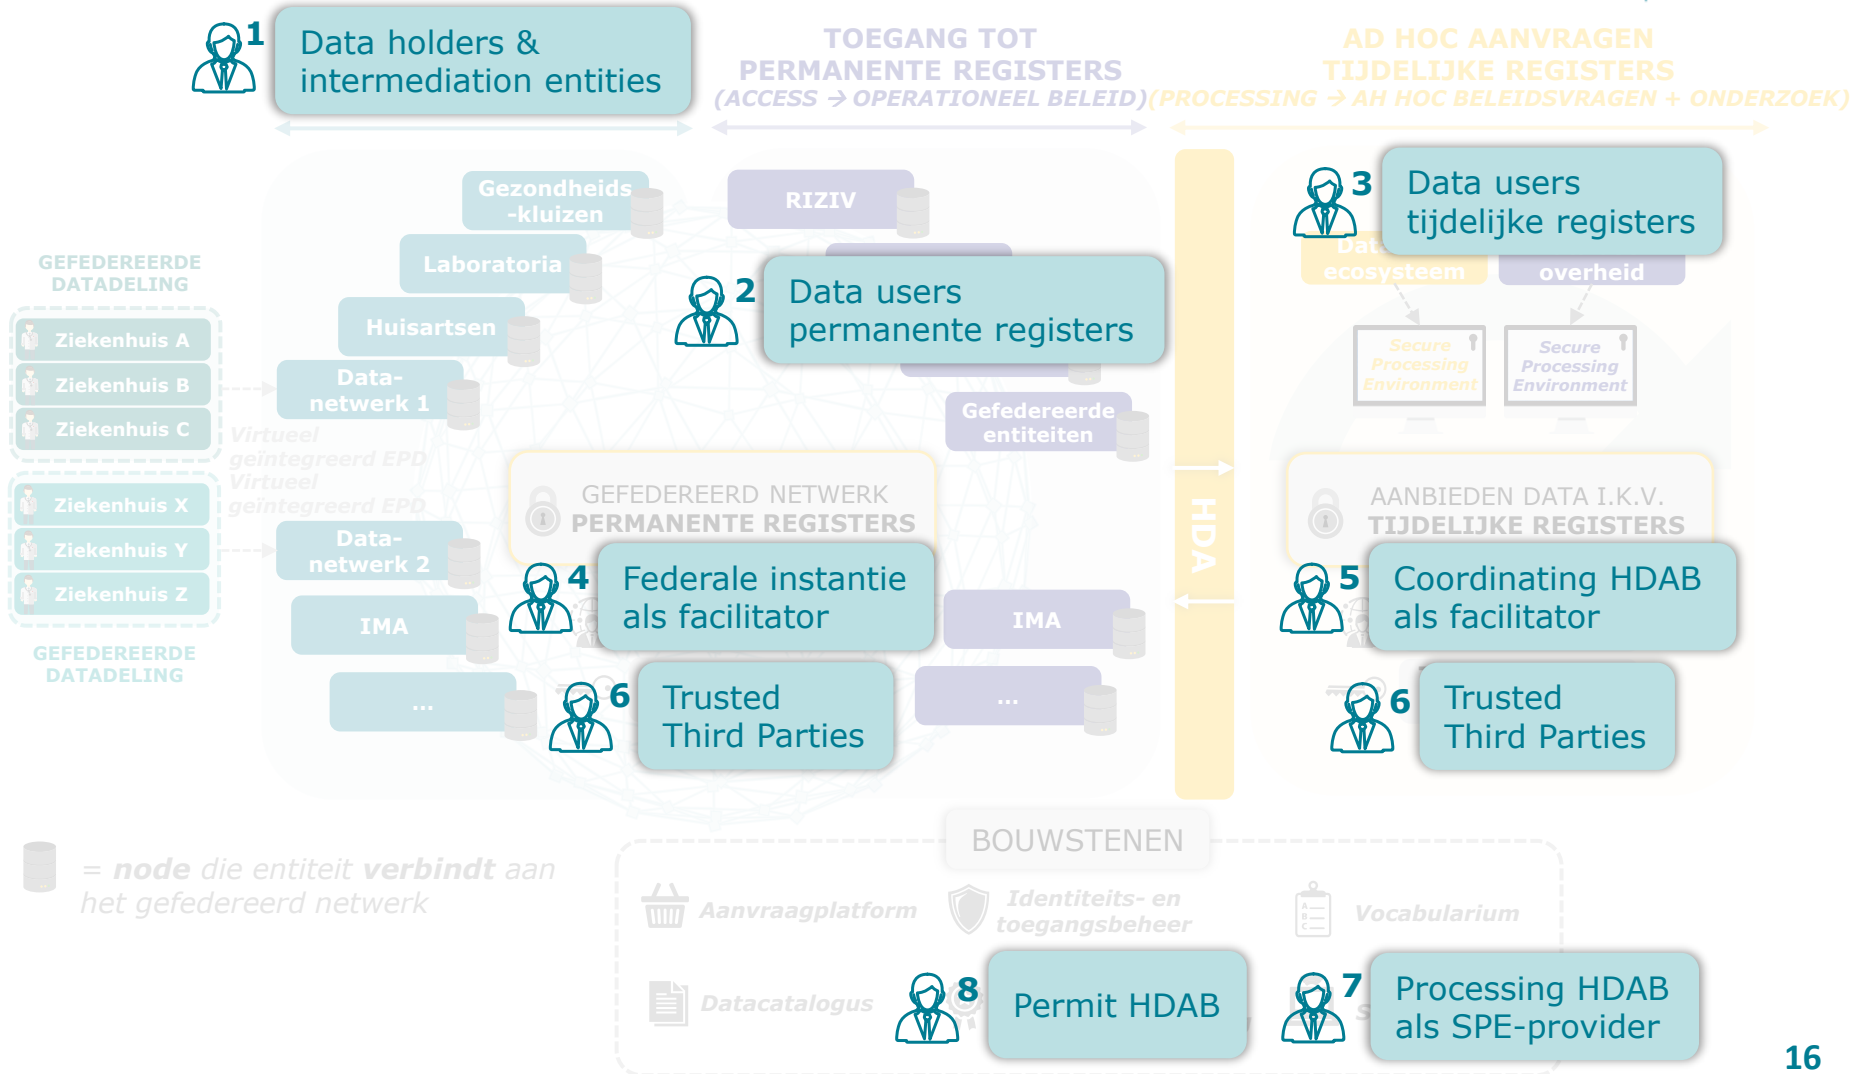 1
Data holders &
intermediation entities
TOEGANG TOT
PERMANENTE REGISTERS
(ACCESS → OPERATIONEEL BELEID)
AD HOC AANVRAGEN
TIJDELIJKE REGISTERS
(PROCESSING → AH HOC BELEIDSVRAGEN + ONDERZOEK)
GEFEDEREERDE
DATADELING
Ziekenhuis A
Ziekenhuis B
Ziekenhuis C
Virtueel
geïntegreerd EPD
Virtueel
geïntegreerd EPD
Ziekenhuis X
Ziekenhuis Y
Ziekenhuis Z
GEFEDEREERDE
DATADELING
Gezondheids
-kluizen
Laboratoria
Huisartsen
Data-
netwerk 1
Data-
netwerk 2
IMA
...
RIZIV
2
Data users
permanente registers
Gefedereerde
entiteiten
IMA
...
GEFEDEREERD NETWERK
PERMANENTE REGISTERS
4
Federale instantie
als facilitator
6
Trusted
Third Parties
HDA
3
Data users
tijdelijke registers
Dat
ecosysteem
overheid
Secure
Processing
Environment
Secure
Processing
Environment
AANBIEDEN DATA I.K.V.
TIJDELIJKE REGISTERS
5
Coordinating HDAB
als facilitator
6
Trusted
Third Parties
= node die entiteit verbindt aan
het gefedereerd netwerk
BOUWSTENEN
Aanvraagplatform
Identiteits- en
toegangsbeheer
A
B
C
Vocabularium
Datacatalogus
8
Permit HDAB
7
S
Processing HDAB
als SPE-provider
16